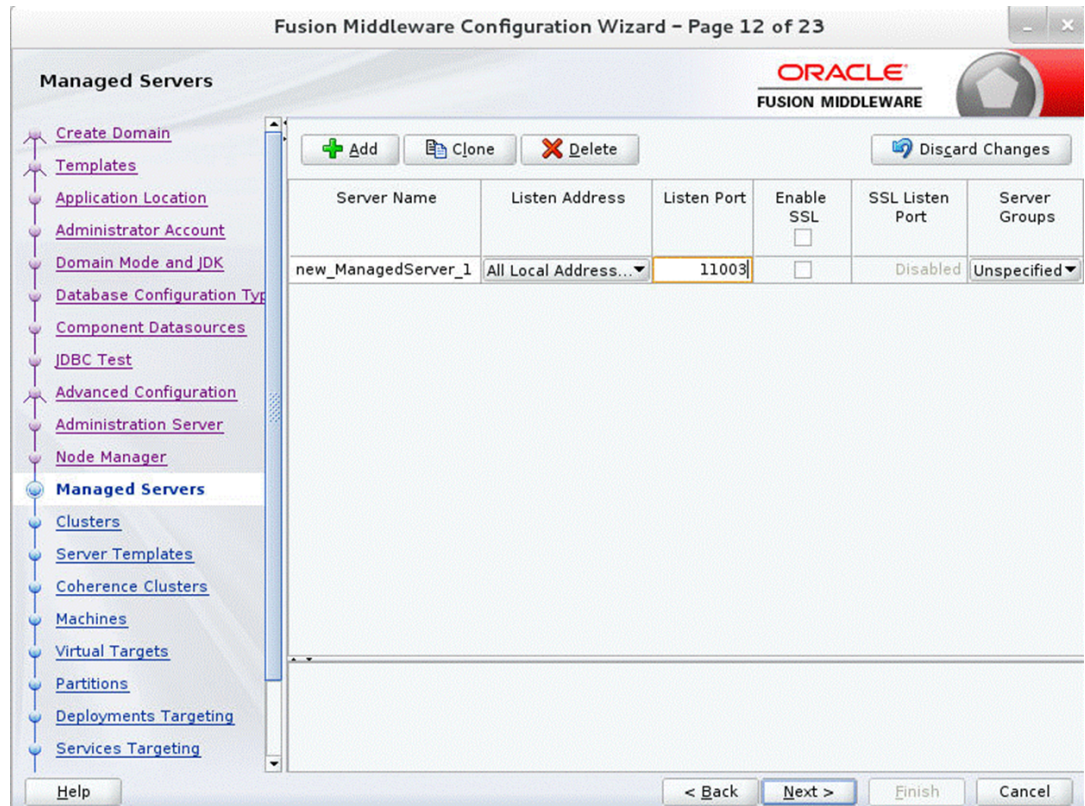 Fusion Middleware Configuration Wizard - Page 12 of 23
Managed Servers
ORACLE
FUSION MIDDLEWARE
Create Domain
Templates
Application Location
Administrator Account
Domain Mode and JDK
Database Configuration Typ
Component Datasources
JDBC Test
Advanced Configuration
Administration Server
Node Manager
Managed Servers
Clusters
Server Templates
Coherence Clusters
Machines
Virtual Targets
Partitions
Deployments Targeting
Services Targeting
Add Clone Delete Discard Changes
Server Name Listen Address Listen Port Enable SSL SSL Listen Port Server Groups
new_ManagedServer_1 All Local Address... 11003 Disabled Unspecified
Help < Back Next > Finish Cancel